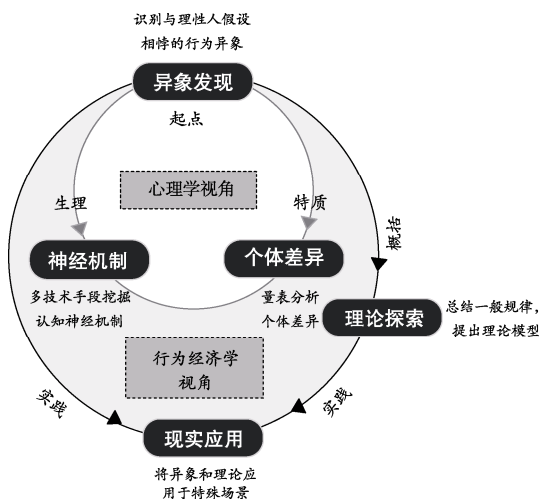 识别与理性人假设
相悖的行为异象
异象发现
起点
心理学视角
生理
特质
概括
神经机制
个体差异
多技术手段挖掘
认知神经机制
量表分析
个体差异
理论探索
总结一般规律，
提出理论模型
行为经济学
视角
实践
实践
现实应用
将异象和理论应
用于特殊场景